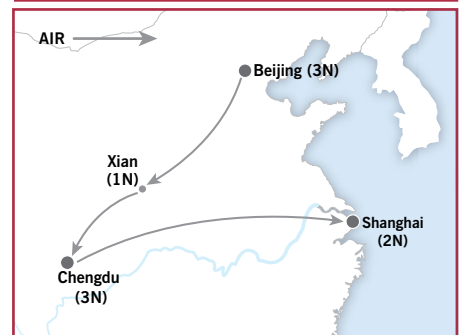 AIR
Beijing (3N)
Xian
(1N)
Shanghai
(2N)
Chengdu
(3N)